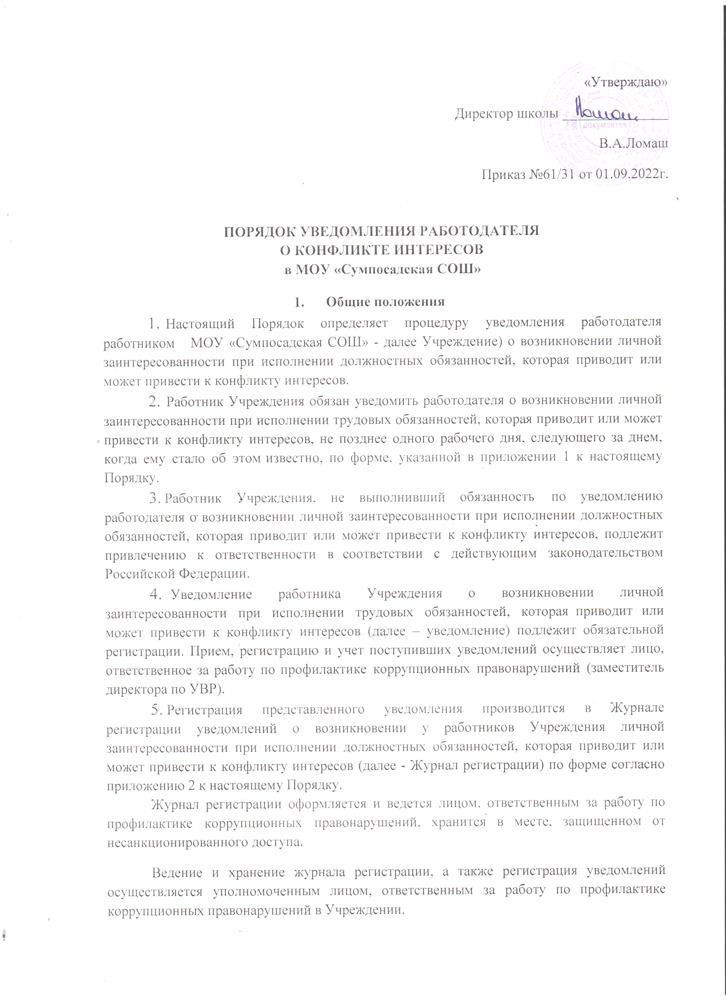 «Утверждаю»
Директор школы
документов
В.А.Ломаш
Приказ №61/31 от 01.09.2022г.
ПОРЯДОК УВЕДОМЛЕНИЯ РАБОТОДАТЕЛЯ
О КОНФЛИКТЕ ИНТЕРЕСОВ
в МОУ «Сумпосадская СОШ»
1. Общие положения
1. Настоящий Порядок определяет процедуру уведомления работодателя
работником МОУ «Сумпосадская СОШ» - далее Учреждение) о возникновении личной
заинтересованности при исполнении должностных обязанностей, которая приводит или
может привести к конфликту интересов.
2. Работник Учреждения обязан уведомить работодателя о возникновении личной
заинтересованности при исполнении трудовых обязанностей, которая приводит или может
привести к конфликту интересов, не позднее одного рабочего дня, следующего за днем,
когда ему стало об этом известно, по форме, указанной в приложении 1 к настоящему
Порядку.
3. Работник Учреждения, не выполнивший обязанность по уведомлению
работодателя о возникновении личной заинтересованности при исполнении должностных
обязанностей, которая приводит или может привести к конфликту интересов, подлежит
привлечению к ответственности в соответствии с действующим законодательством
Российской Федерации.
4. Уведомление работника Учреждения о возникновении личной
заинтересованности при исполнении трудовых обязанностей, которая приводит или
может привести к конфликту интересов (далее – уведомление) подлежит обязательной
регистрации. Прием, регистрацию и учет поступивших уведомлений осуществляет лицо,
ответственное за работу по профилактике коррупционных правонарушений (заместитель
директора по УВР).
5. Регистрация представленного уведомления производится в Журнале
регистрации уведомлений о возникновении у работников Учреждения личной
заинтересованности при исполнении должностных обязанностей, которая приводит или
может привести к конфликту интересов (далее - Журнал регистрации) по форме согласно
приложению 2 к настоящему Порядку.
Журнал регистрации оформляется и ведется лицом, ответственным за работу по
профилактике коррупционных правонарушений, хранится в месте, защищенном от
несанкционированного доступа.
Ведение и хранение журнала регистрации, а также регистрация уведомлений
осуществляется уполномоченным лицом, ответственным за работу по профилактике
коррупционных правонарушений в Учреждении.